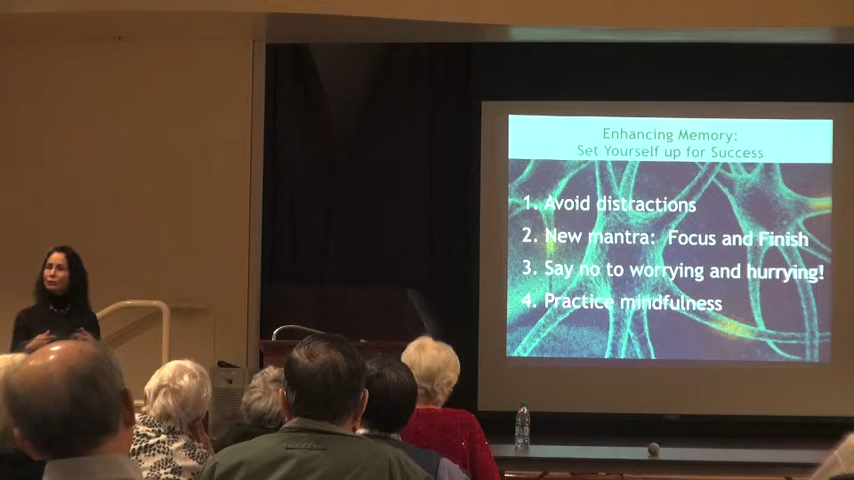 Enhancing Memory:
Set Yourself up for Success
1. Avoid distractions
2. New mantra: Focus and Finish
3. Say no to worrying and hurrying!
4. Practice mindfulness